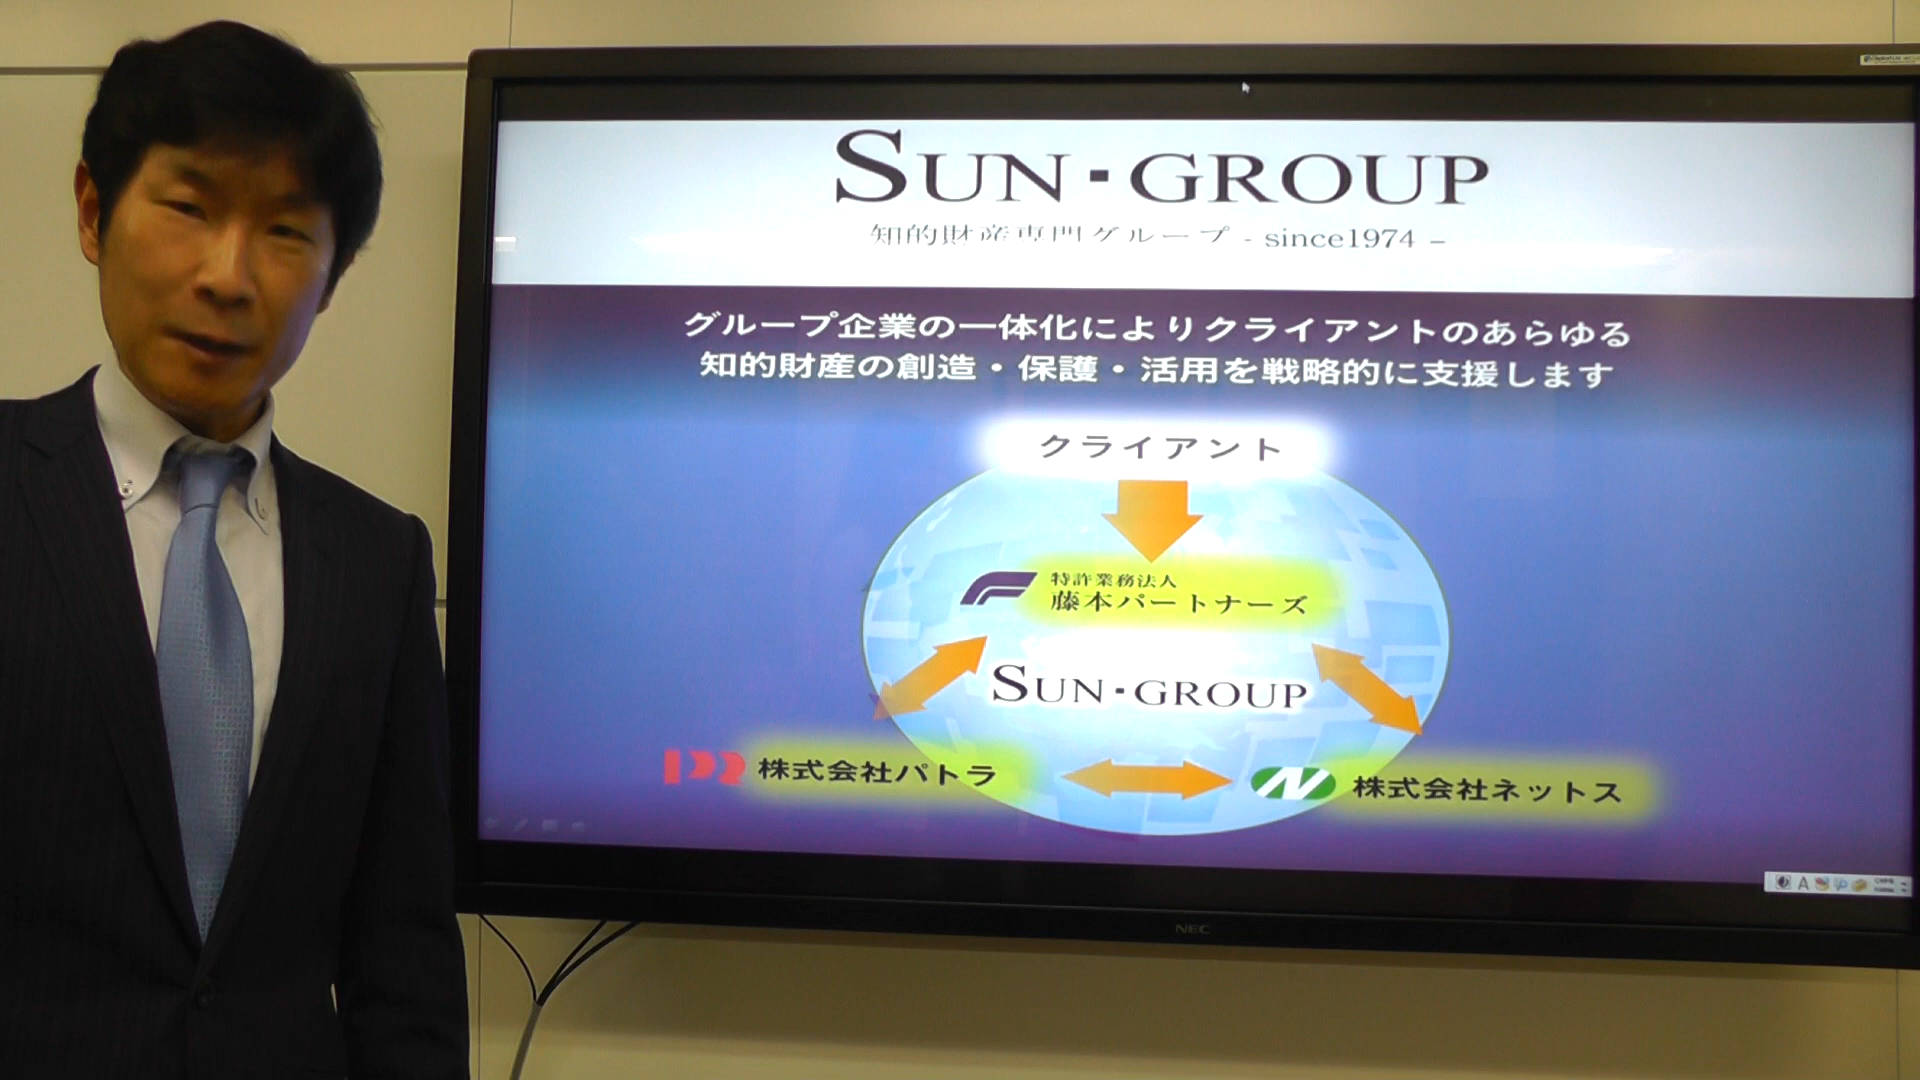 SUN・GROUP
知的財産専門グループ - since1974 –
グループ企業の一体化によりクライアントのあらゆる
知的財産の創造・保護・活用を戦略的に支援します
クライアント
特許業務法人
藤本パートナーズ
SUN・GROUP
株式会社パトラ
株式会社ネットス
A
NEC